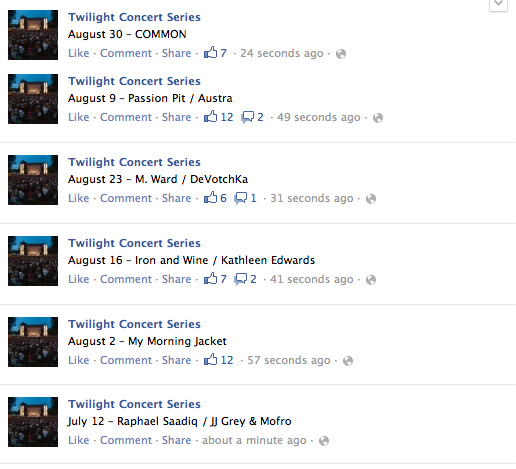 Twilight Concert Series
August 30 – COMMON
Like · Comment · Share · 7 · 24 seconds ago ·
Twilight Concert Series
August 9 – Passion Pit / Austra
Like · Comment · Share · 12 2 · 49 seconds ago ·
Twilight Concert Series
August 23 – M. Ward / DeVotchKa
Like · Comment · Share · 6 1 · 31 seconds ago ·
Twilight Concert Series
August 16 – Iron and Wine / Kathleen Edwards
Like · Comment · Share · 7 2 · 41 seconds ago ·
Twilight Concert Series
August 2 – My Morning Jacket
Like · Comment · Share · 12 · 57 seconds ago ·
Twilight Concert Series
July 12 – Raphael Saadiq / JJ Grey & Mofro
Like · Comment · Share · about a minute ago ·